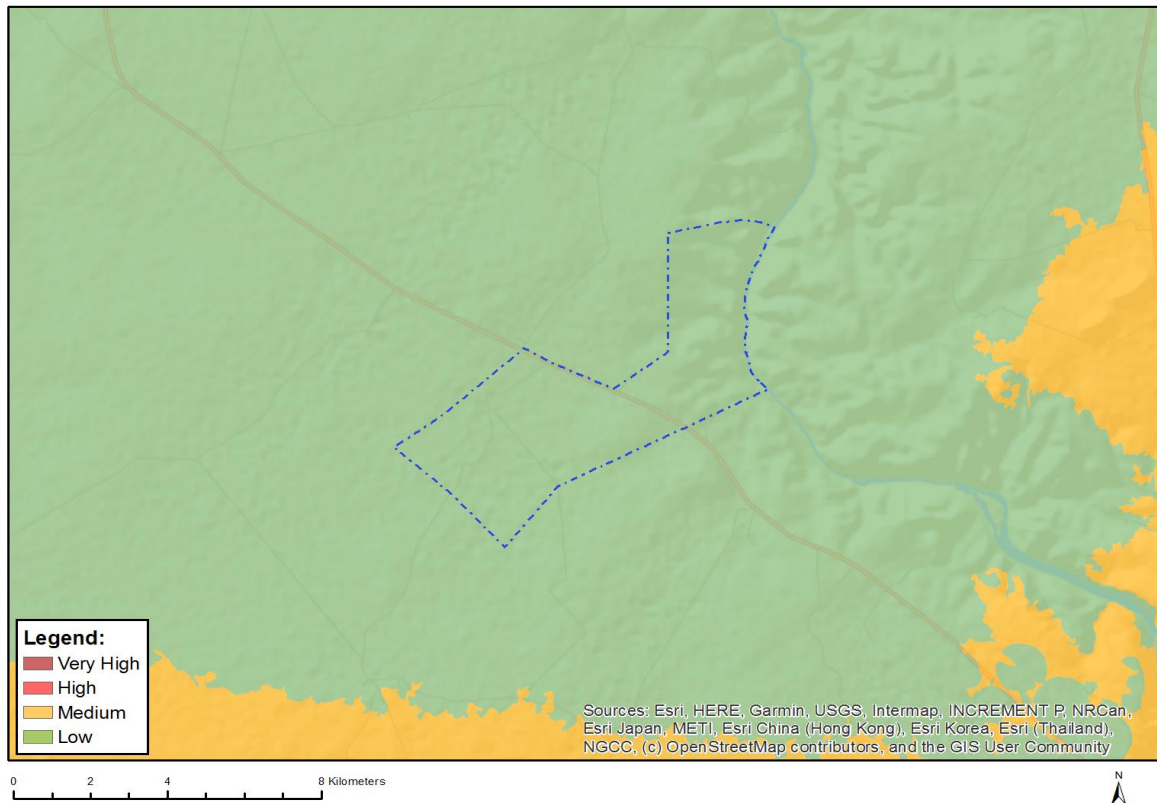 Legend:
Very High
High
Medium
Low
Sources: Esri, HERE, Garmin, USGS, Intermap, INCREMENT P, NRCan,
Esri Japan, METI, Esri China (Hong Kong), Esri Korea, Esri (Thailand),
NGCC, (c) OpenStreetMap contributors, and the GIS User Community
0 2 4 8 Kilometers
N